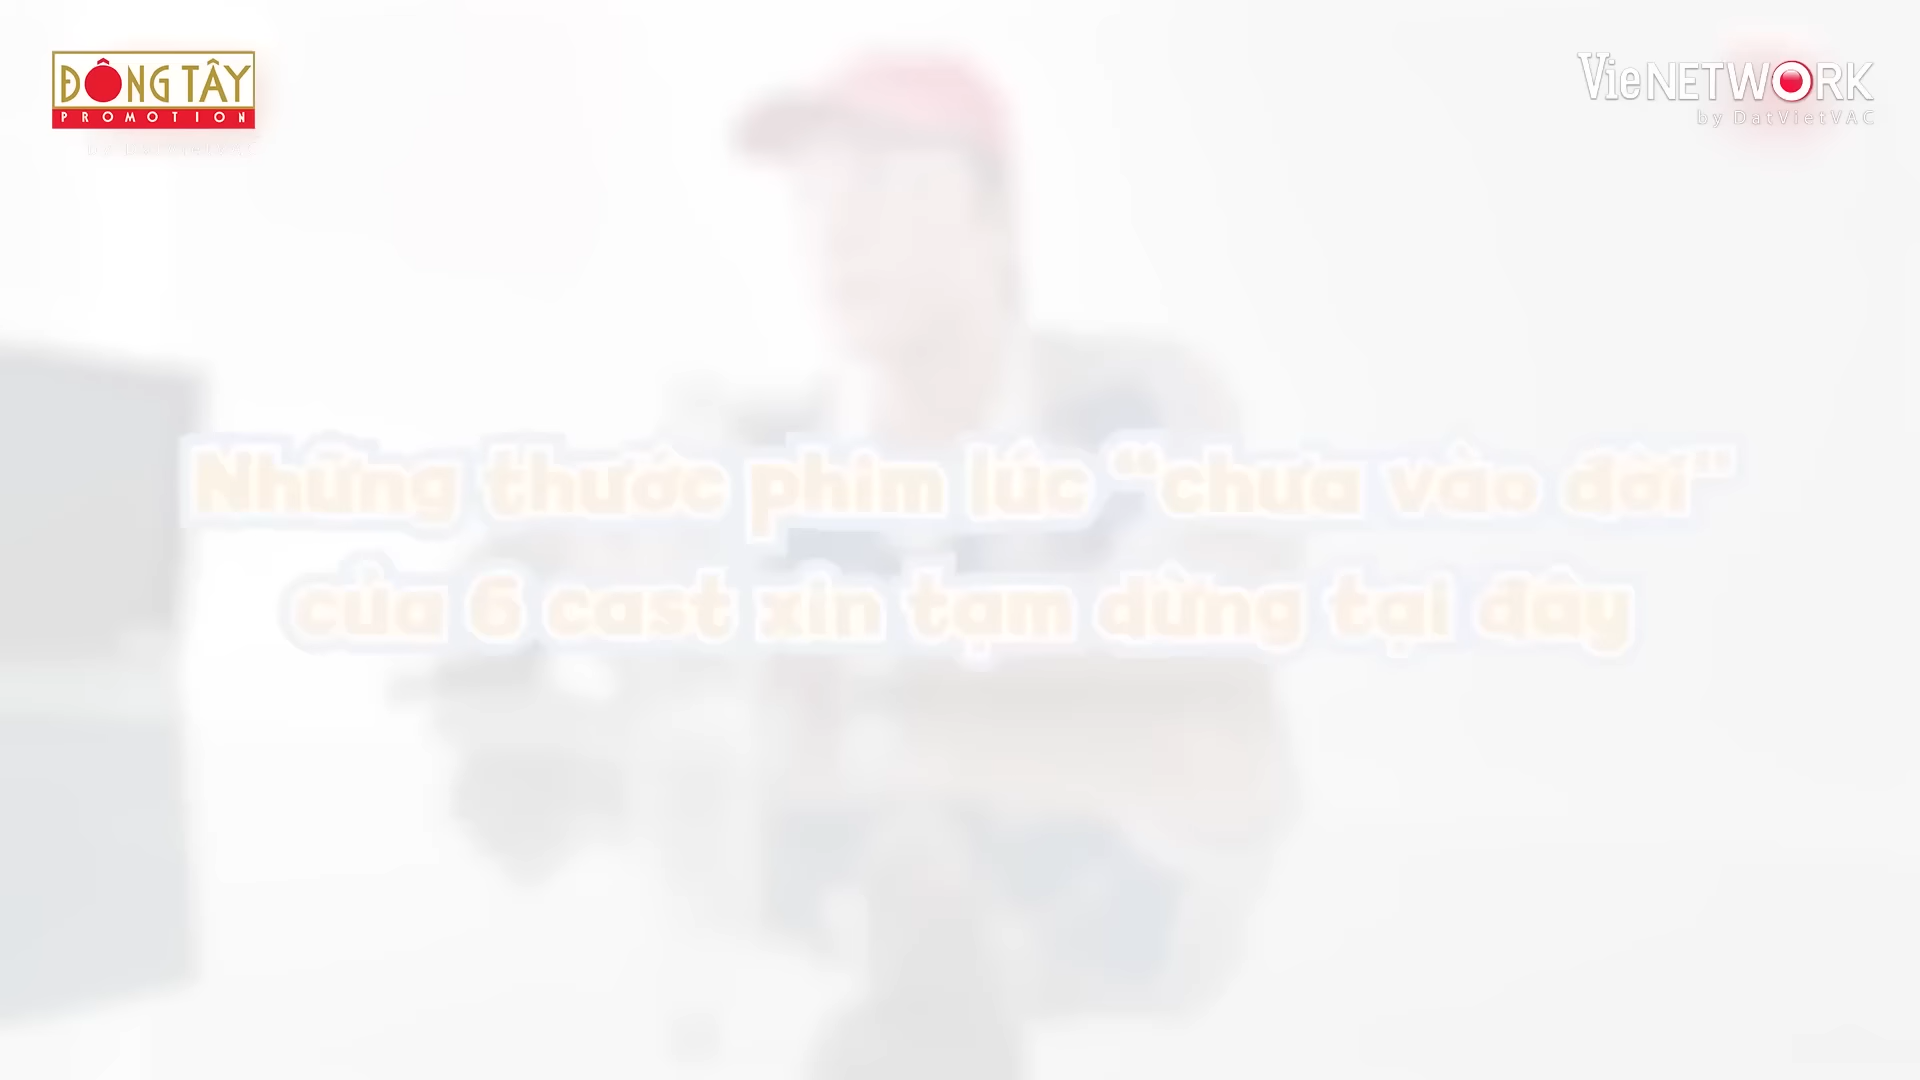 ĐÔNG TÂY
PROMOTION
VieNETWORK
by DatVietVAC
Những thước phim lúc “chưa vào đời”
của 6 cast xin tạm dừng tại đây